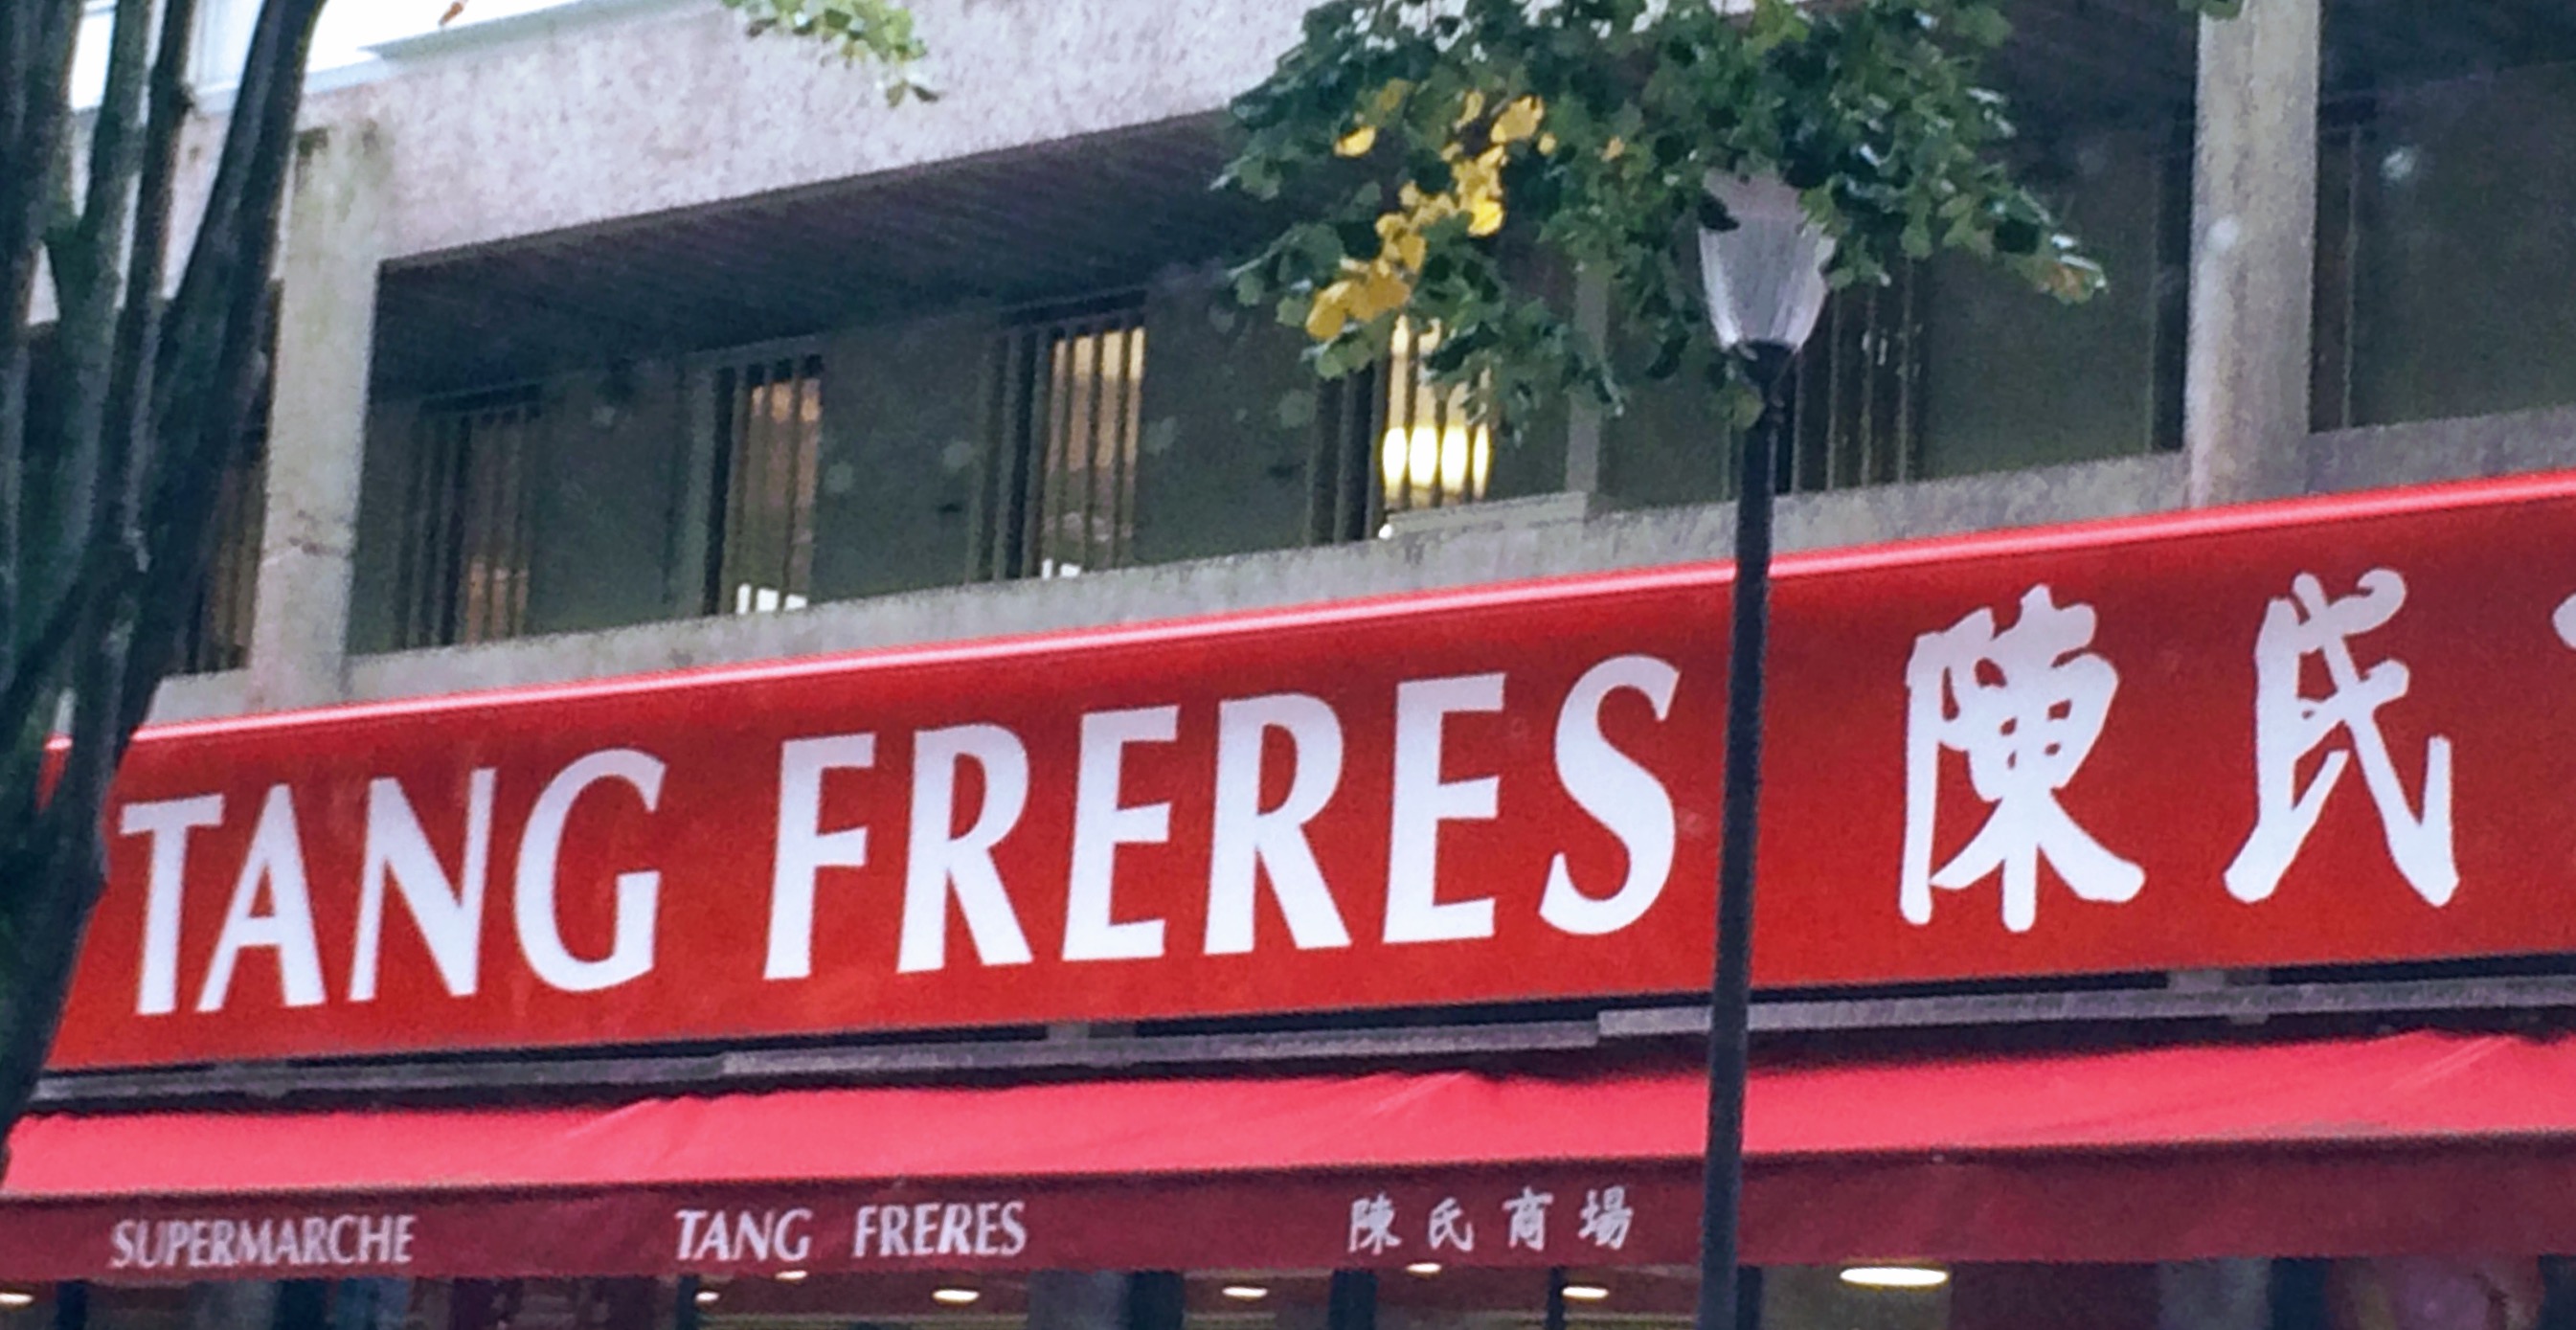 TANG FRERES 陳氏
SUPERMARCHE TANG FRERES 陳氏商場